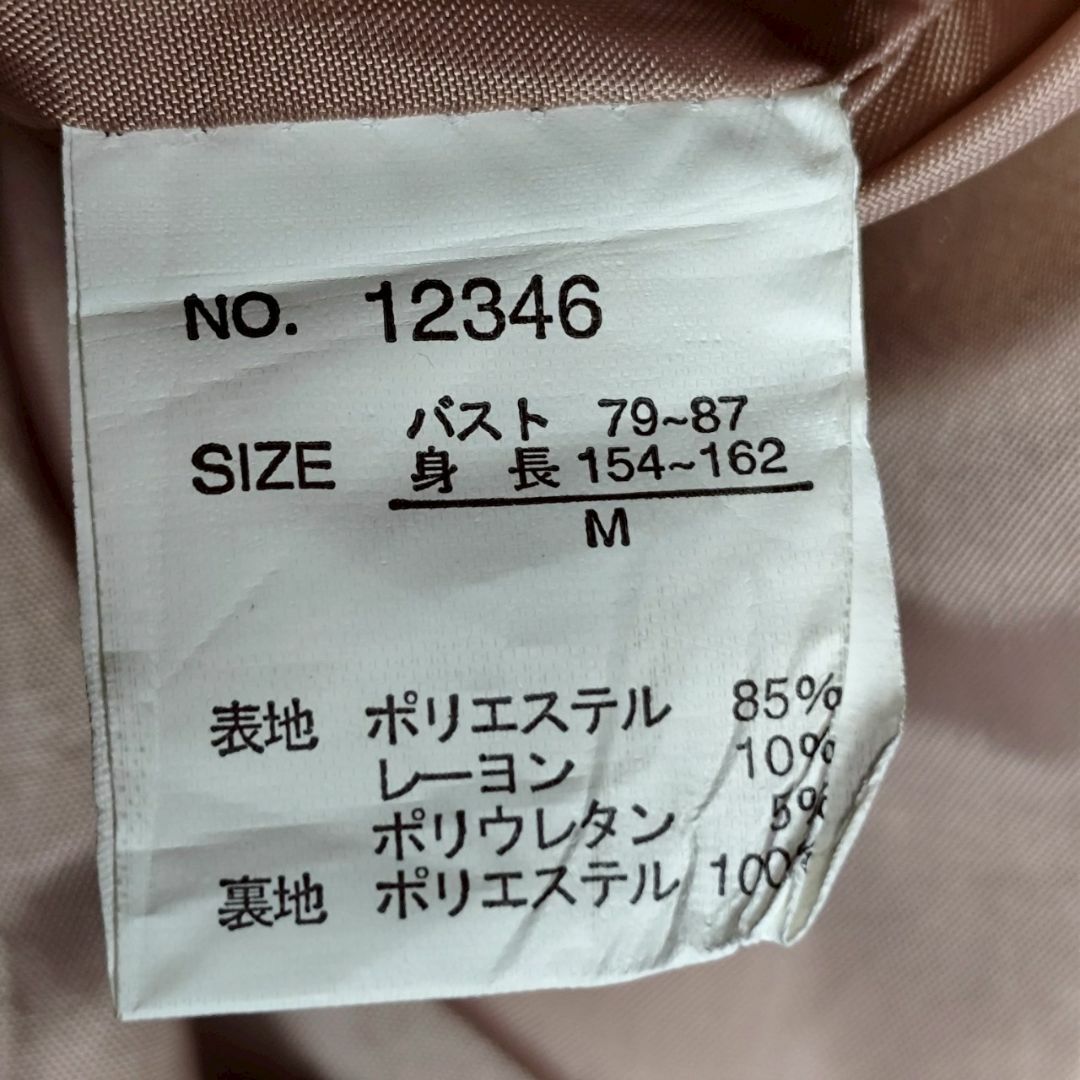 NO. 12346
バスト 79~87
SIZE 身 長 154~162
M
表地 ポリエステル 85%
レーヨン 10%
ポリウレタン 5%
裏地 ポリエステル 100%